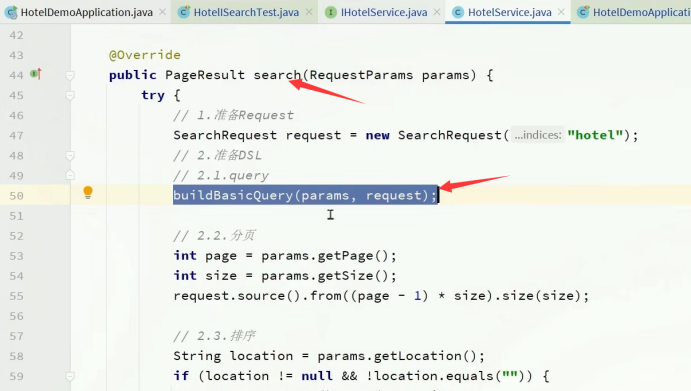 HotelDemoApplication.java × HotelISearchTest.java × IHotelService.java × HotelService.java × HotelDemoApplicati
42
43 @Override
44 public PageResult search(RequestParams params) {
45 try {
46 // 1.准备Request
47 SearchRequest request = new SearchRequest( ...indices: "hotel");
48 // 2.准备DSL
49 // 2.1.query
50 buildBasicQuery(params, request);
51
52 // 2.2.分页
53 int page = params.getPage();
54 int size = params.getSize();
55 request.source().from((page - 1) * size).size(size);
56
57 // 2.3.排序
58 String location = params.getLocation();
59 if (location != null && !location.equals("")) {